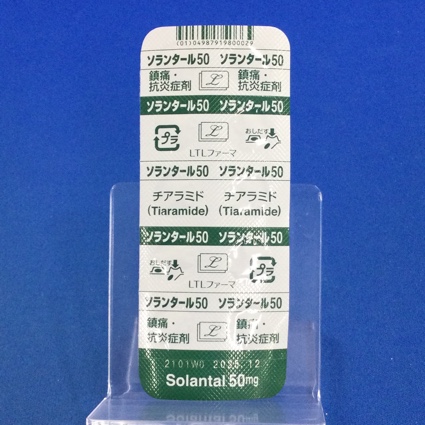 (01)04987919800029
ソランタール50 ソランタール50
鎮痛・ 鎮痛・
抗炎症剤 抗炎症剤
ソランタール50 ソランタール50
プラ おしだす
LTLファーマ
ソランタール50 ソランタール50
チアラミド チアラミド
(Tiaramide) (Tiaramide)
ソランタール50 ソランタール50
おしだす プラ
LTLファーマ
ソランタール50 ソランタール50
鎮痛・ 鎮痛・
抗炎症剤 抗炎症剤
2025.12
Solantal 50mg